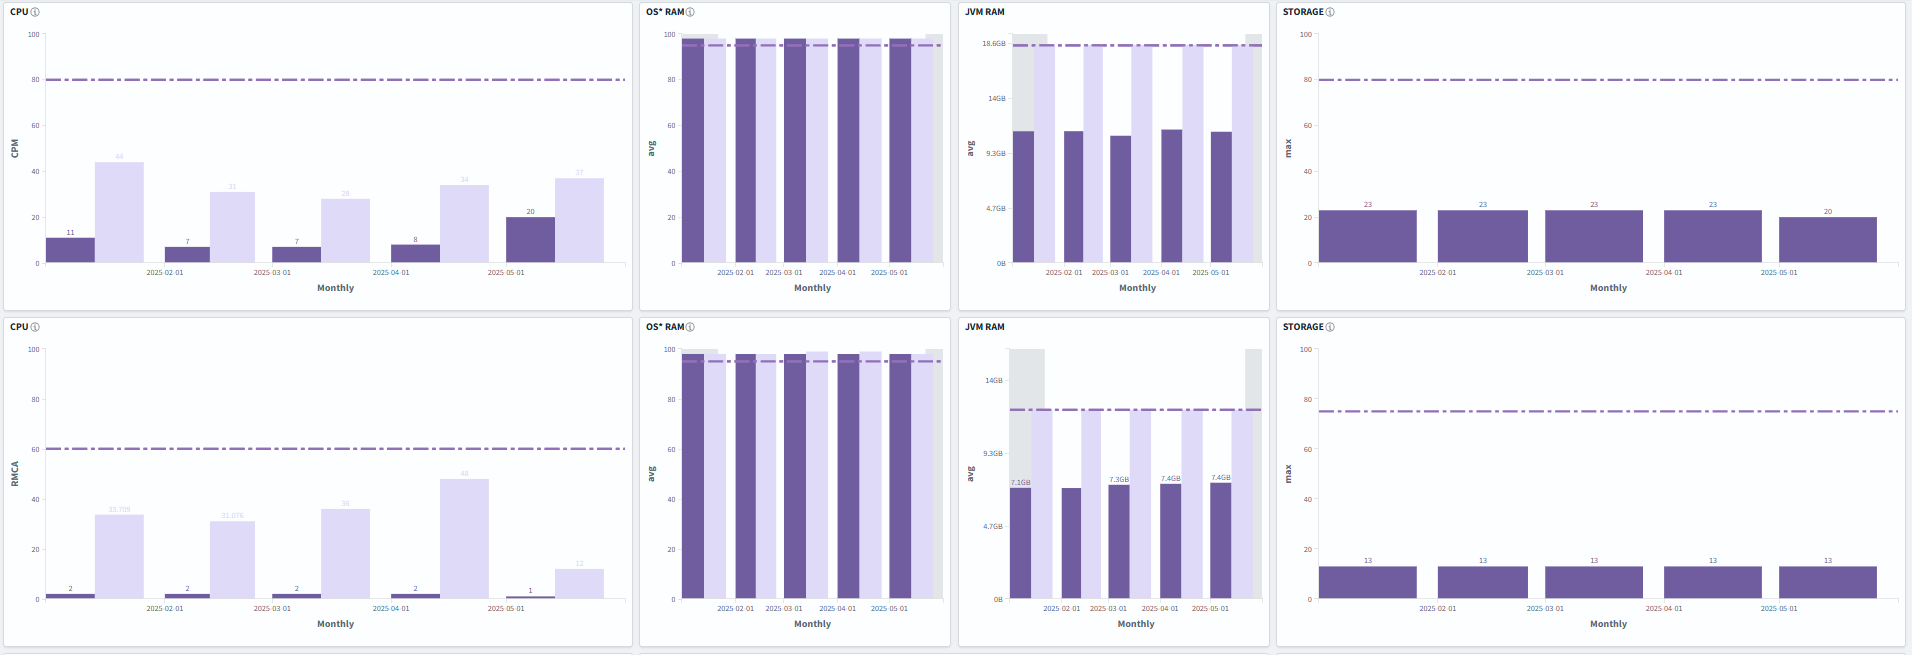 CPU ⓘ
100
80
60
40
20
0
CPM
44
31
28
34
37
11
7
7
8
20
2025-02-01 2025-03-01 2025-04-01 2025-05-01
Monthly
OS* RAM ⓘ
100
80
60
40
20
0
avg
2025-02-01 2025-03-01 2025-04-01 2025-05-01
Monthly
JVM RAM
18.6GB
14GB
9.3GB
4.7GB
0B
avg
2025-02-01 2025-03-01 2025-04-01 2025-05-01
Monthly
STORAGE ⓘ
100
80
60
40
20
0
max
23 23 23 23 20
2025-02-01 2025-03-01 2025-04-01 2025-05-01
Monthly
CPU ⓘ
100
80
60
40
20
0
RMCA
33.709
31.076
36
48
12
2 2 2 2 1
2025-02-01 2025-03-01 2025-04-01 2025-05-01
Monthly
OS* RAM ⓘ
100
80
60
40
20
0
avg
2025-02-01 2025-03-01 2025-04-01 2025-05-01
Monthly
JVM RAM
14GB
9.3GB
4.7GB
0B
avg
7.1GB 7.3GB 7.4GB 7.4GB
2025-02-01 2025-03-01 2025-04-01 2025-05-01
Monthly
STORAGE ⓘ
100
80
60
40
20
0
max
13 13 13 13 13
2025-02-01 2025-03-01 2025-04-01 2025-05-01
Monthly